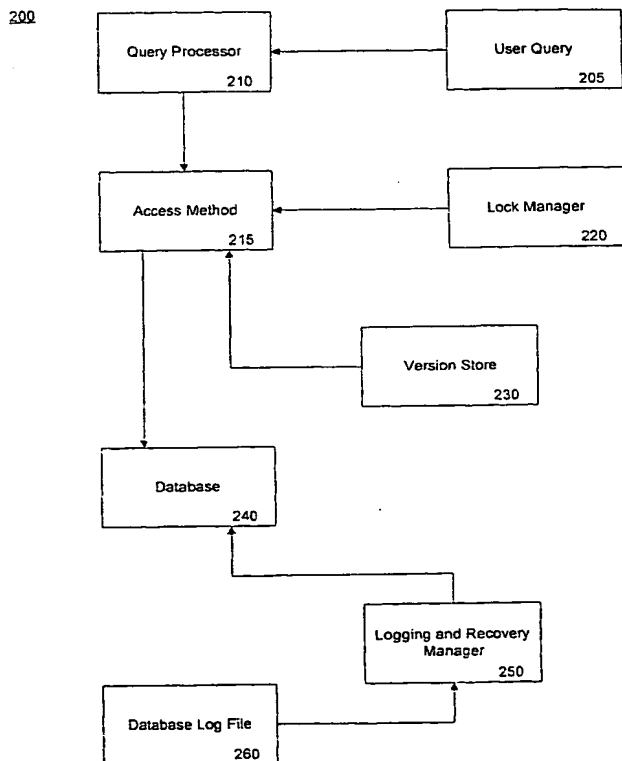 200
Query Processor
210
User Query
205
Access Method
215
Lock Manager
220
Version Store
230
Database
240
Logging and Recovery
Manager
250
Database Log File
260